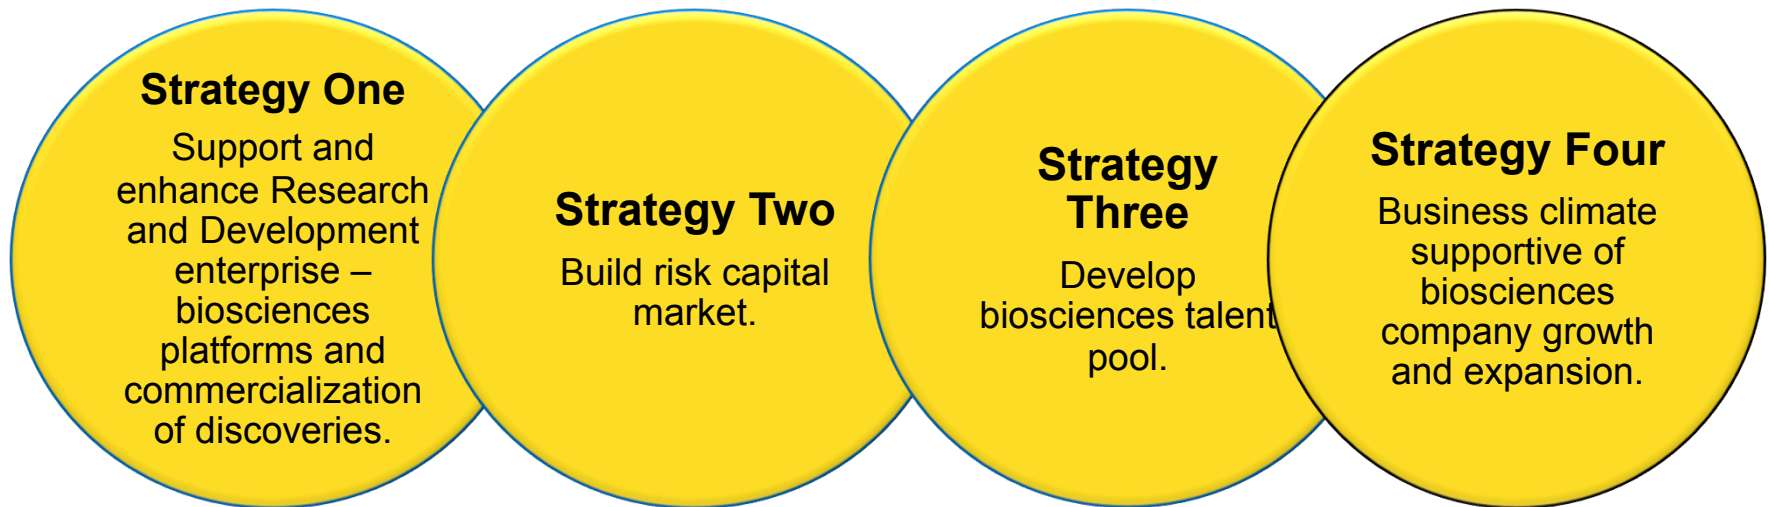 Strategy One
Support and
enhance Research
and Development
enterprise –
biosciences
platforms and
commercialization
of discoveries.
Strategy Two
Build risk capital
market.
Strategy
Three
Develop
biosciences talent
pool.
Strategy Four
Business climate
supportive of
biosciences
company growth
and expansion.